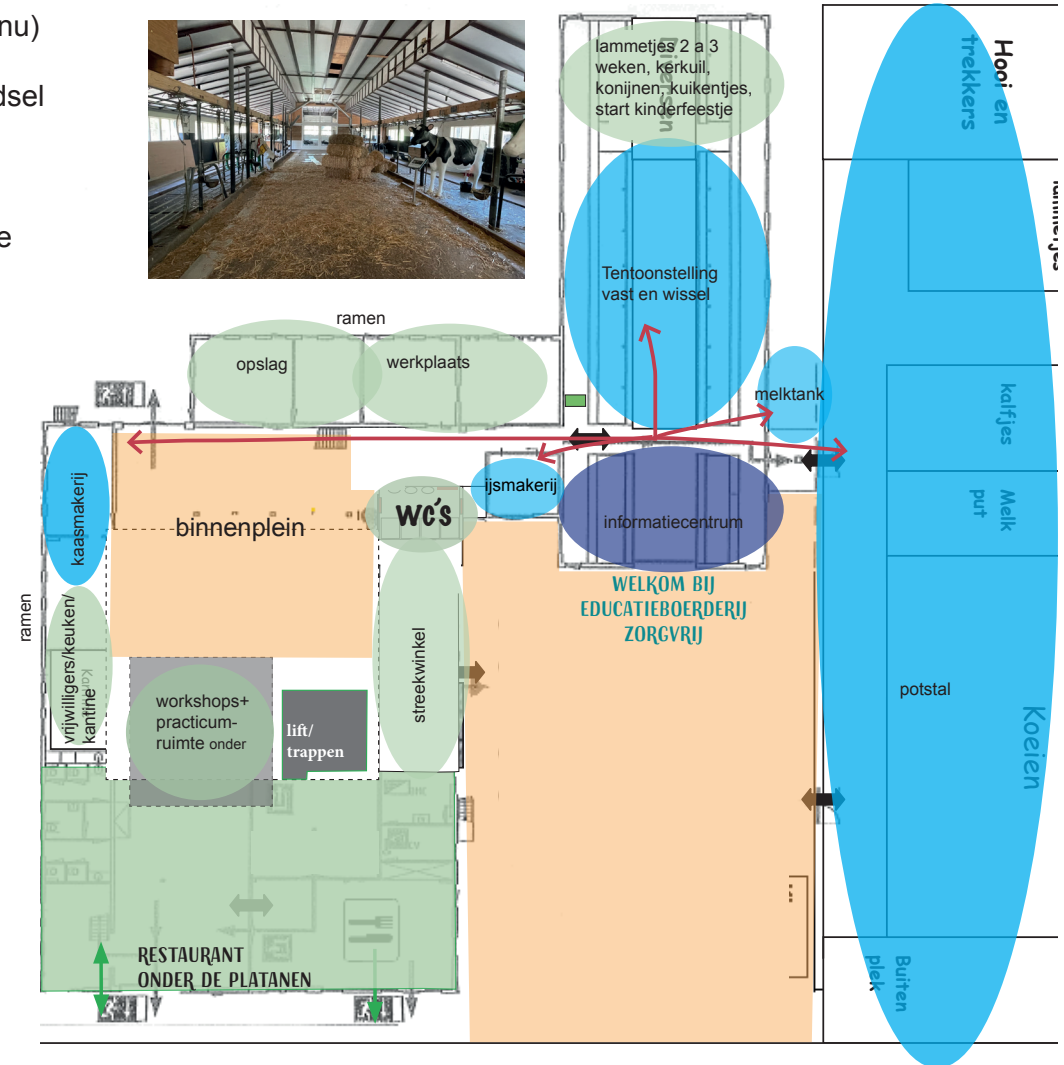 nu)
dsel
e
lammetjes 2 a 3
weken, kerkuil,
konijnen, kuikentjes,
start kinderfeestje
Dieren
Hooi en
trekkers
lammetjes
Tentoonstelling
vast en wissel
ramen
opslag
werkplaats
melktank
kalfjes
kaasmakerij
binnenplein
WC'S
ijsmakerij
informatiecentrum
Melk
put
WELKOM BIJ
EDUCATIEBOERDERIJ
ZORGVRIJ
ramen
vrijwilligers/keuken/
kantine
workshops+
practicum-
ruimte onder
lift/
trappen
streekwinkel
potstal
Koeien
RESTAURANT
ONDER DE PLATANEN
Buiten
plek